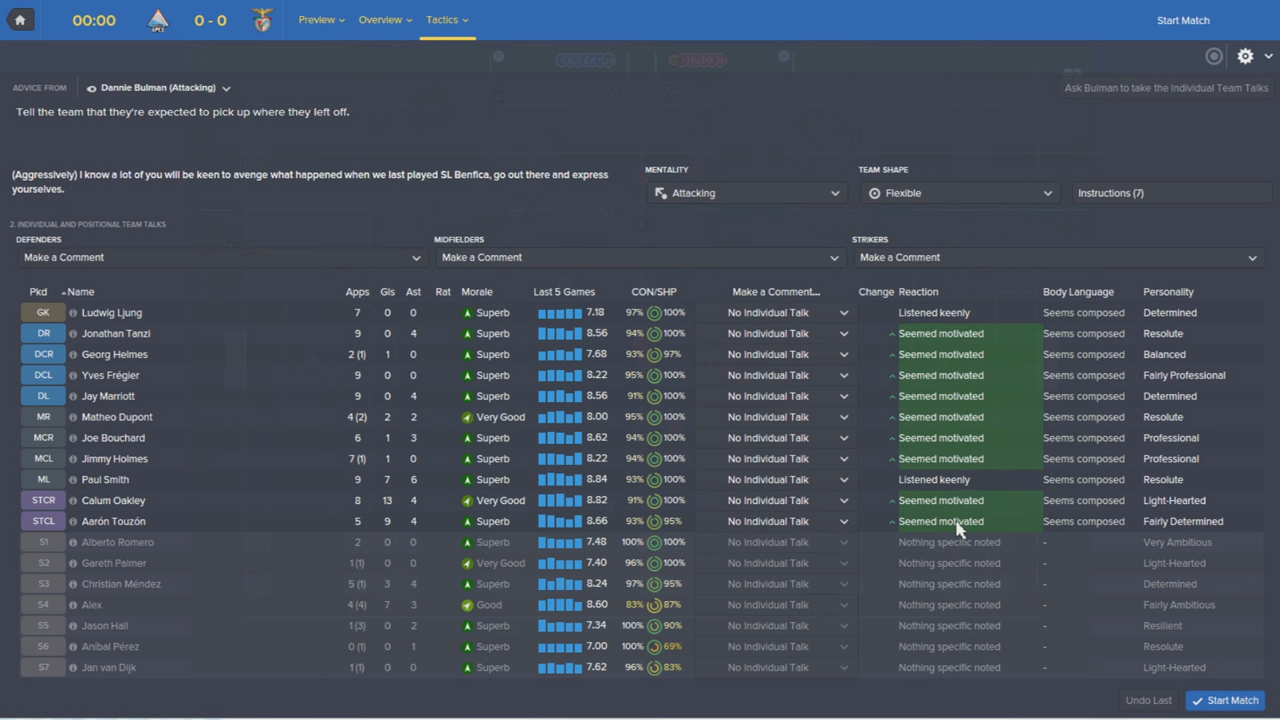 00:00 APEX 0 - 0 Preview Overview Tactics Start Match
ADVICE FROM Dannie Bulman (Attacking) Ask Bulman to take the Individual Team Talks
Tell the team that they're expected to pick up where they left off.
(Aggressively) I know a lot of you will be keen to avenge what happened when we last played SL Benfica, go out there and express
yourselves.
MENTALITY TEAM SHAPE
Attacking Flexible Instructions (7)
2. INDIVIDUAL AND POSITIONAL TEAM TALKS
DEFENDERS MIDFIELDERS STRIKERS
Make a Comment Make a Comment Make a Comment
Pkd Name Apps Gls Ast Rat Morale Last 5 Games CON/SHP Make a Comment... Change Reaction Body Language Personality
GK Ludwig Ljung 7 0 0 Superb 7.18 97% 100% No Individual Talk Listened keenly Seems composed Determined
DR Jonathan Tanzi 9 0 4 Superb 8.56 94% 100% No Individual Talk Seemed motivated Seems composed Resolute
DCR Georg Helmes 2 (1) 1 0 Superb 7.68 93% 97% No Individual Talk Seemed motivated Seems composed Balanced
DCL Yves Frégier 9 0 0 Superb 8.22 95% 100% No Individual Talk Seemed motivated Seems composed Fairly Professional
DL Jay Marriott 9 0 4 Superb 8.56 91% 100% No Individual Talk Seemed motivated Seems composed Determined
MR Matheo Dupont 4 (2) 2 2 Very Good 8.00 95% 100% No Individual Talk Seemed motivated Seems composed Resolute
MCR Joe Bouchard 6 1 3 Superb 8.62 94% 100% No Individual Talk Seemed motivated Seems composed Professional
MCL Jimmy Holmes 7 (1) 1 0 Superb 8.22 94% 100% No Individual Talk Seemed motivated Seems composed Professional
ML Paul Smith 9 7 6 Superb 8.84 93% 100% No Individual Talk Listened keenly Seems composed Resolute
STCR Calum Oakley 8 13 4 Very Good 8.82 91% 100% No Individual Talk Seemed motivated Seems composed Light-Hearted
STCL Aarón Touzón 5 9 4 Superb 8.66 93% 95% No Individual Talk Seemed motivated Seems composed Fairly Determined
S1 Alberto Romero 2 0 0 Superb 7.48 100% 100% No Individual Talk Nothing specific noted - Very Ambitious
S2 Gareth Palmer 1 (1) 0 0 Very Good 7.40 96% 100% No Individual Talk Nothing specific noted - Light-Hearted
S3 Christian Méndez 5 (1) 3 4 Superb 8.24 97% 95% No Individual Talk Nothing specific noted - Determined
S4 Alex 4 (4) 7 3 Good 8.60 83% 87% No Individual Talk Nothing specific noted - Fairly Ambitious
S5 Jason Hall 1 (3) 0 2 Superb 7.34 100% 90% No Individual Talk Nothing specific noted - Resilient
S6 Aníbal Pérez 0 (1) 0 1 Superb 7.00 100% 69% No Individual Talk Nothing specific noted - Resolute
S7 Jan van Dijk 1 (1) 0 0 Superb 7.62 96% 83% No Individual Talk Nothing specific noted - Light-Hearted
Undo Last Start Match